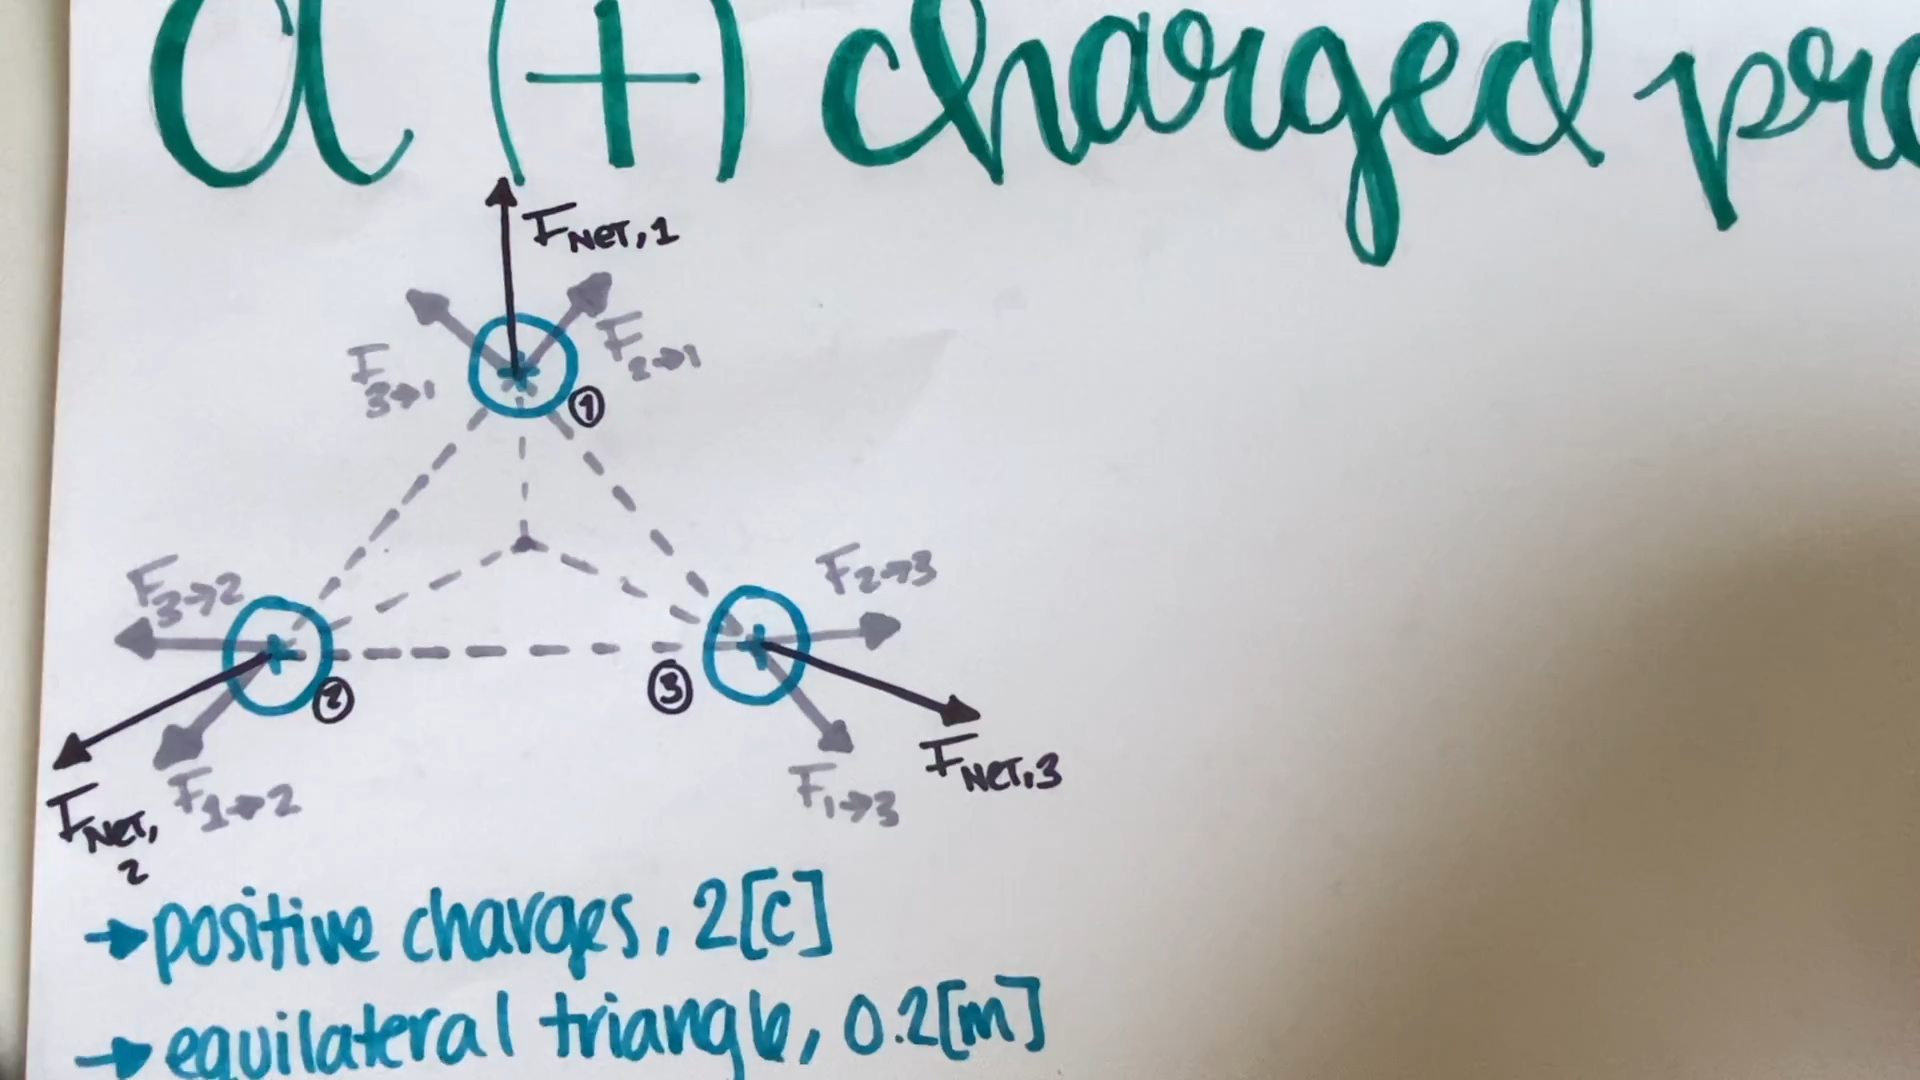 a (+) charged pro
F NET,1
F 3→1
F 2→1
1
F 3→2
F 2→3
2
3
F NET, 2
F 1→2
F 1→3
F NET,3
→positive charges, 2[C]
→equilateral triangle, 0.2[m]